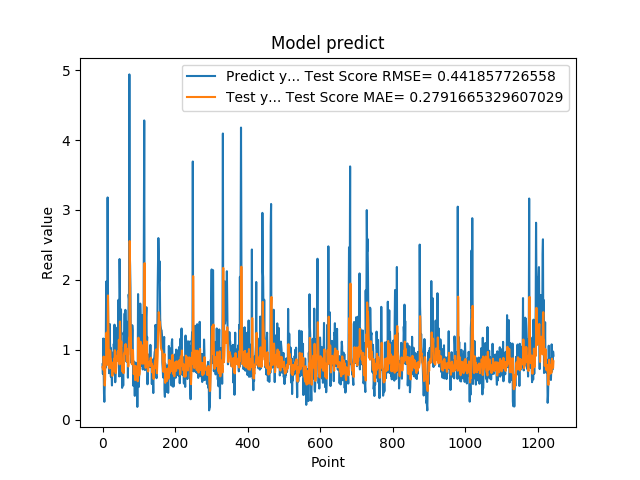 Model predict
Predict y... Test Score RMSE= 0.441857726558
Test y... Test Score MAE= 0.2791665329607029
5
4
3
2
1
0
Real value
0 200 400 600 800 1000 1200
Point